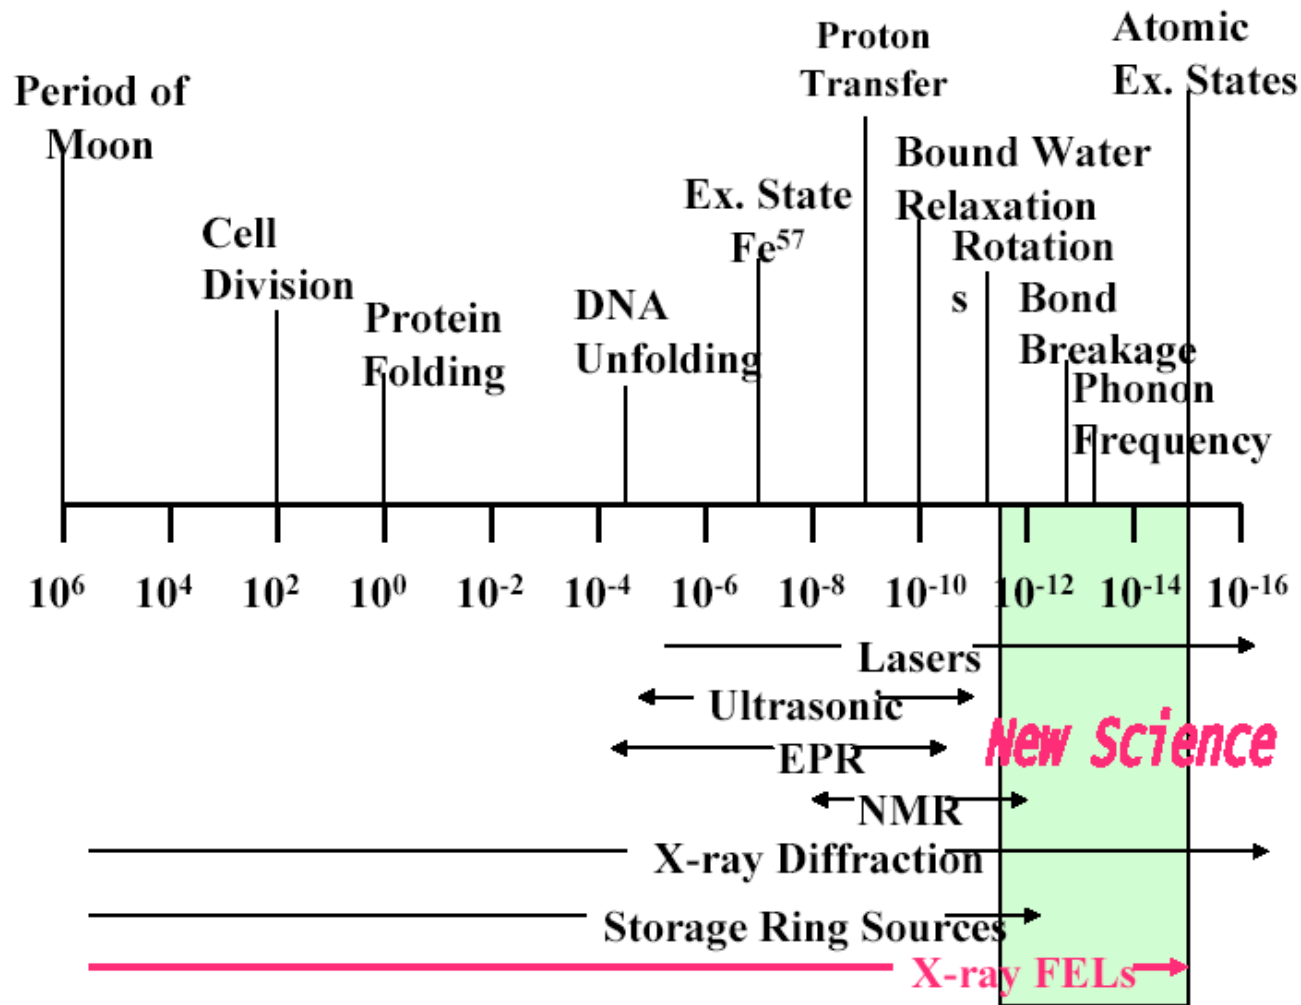 Period of
Moon
Cell
Division
Protein
Folding
DNA
Unfolding
Ex. State
Fe⁵⁷
Proton
Transfer
Bound Water
Relaxation
Rotation
s
Bond
Breakage
Phonon
Frequency
Atomic
Ex. States
10⁶ 10⁴ 10² 10⁰ 10⁻² 10⁻⁴ 10⁻⁶ 10⁻⁸ 10⁻¹⁰ 10⁻¹² 10⁻¹⁴ 10⁻¹⁶
Lasers
Ultrasonic
New Science
EPR
NMR
X-ray Diffraction
Storage Ring Sources
X-ray FELs